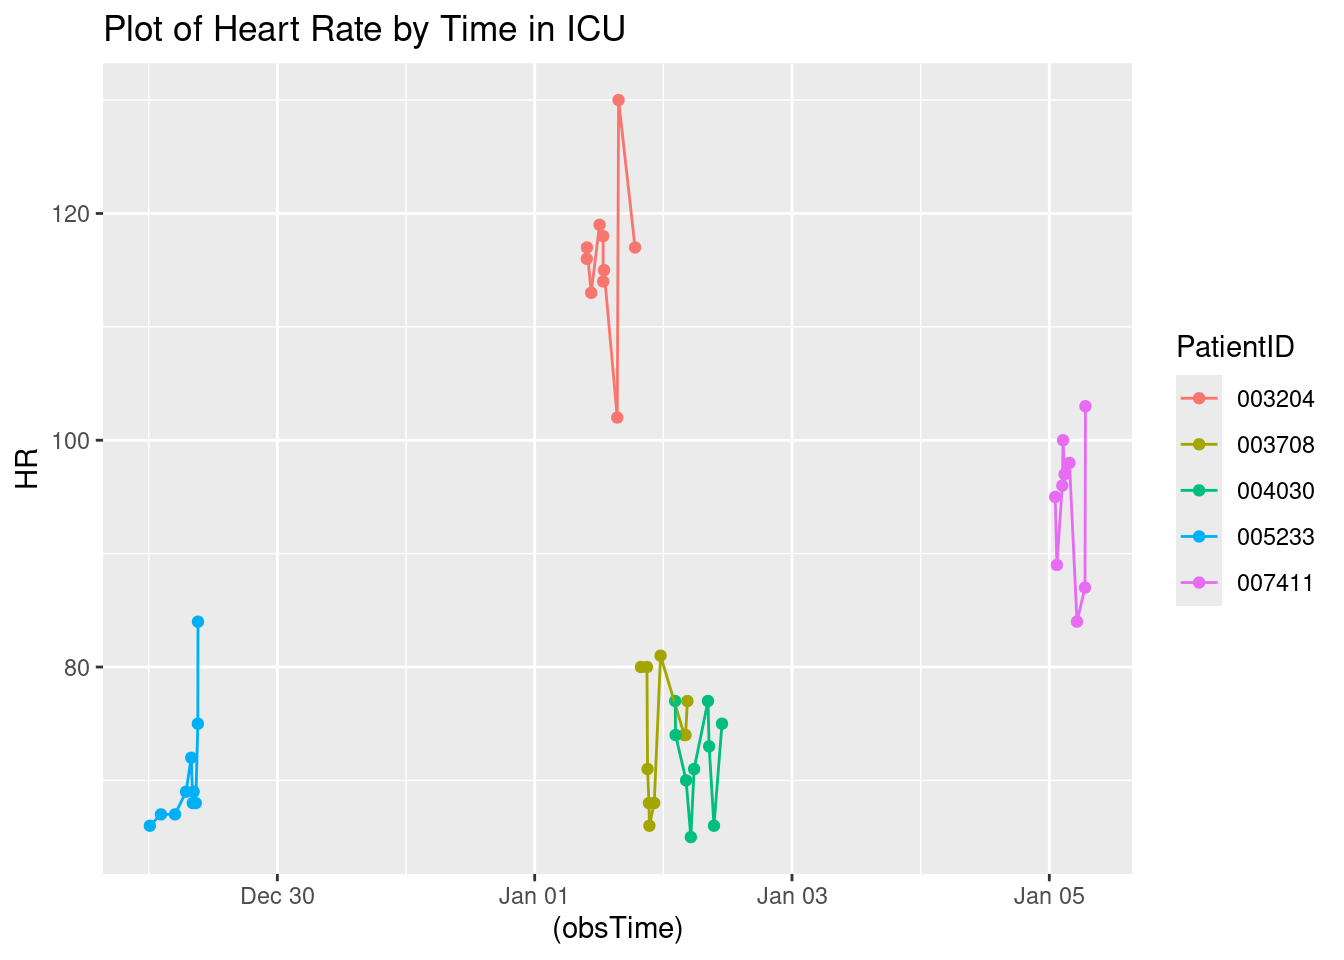 Plot of Heart Rate by Time in ICU
120
100
80
HR
Dec 30
Jan 01
Jan 03
Jan 05
(obsTime)
PatientID
003204
003708
004030
005233
007411